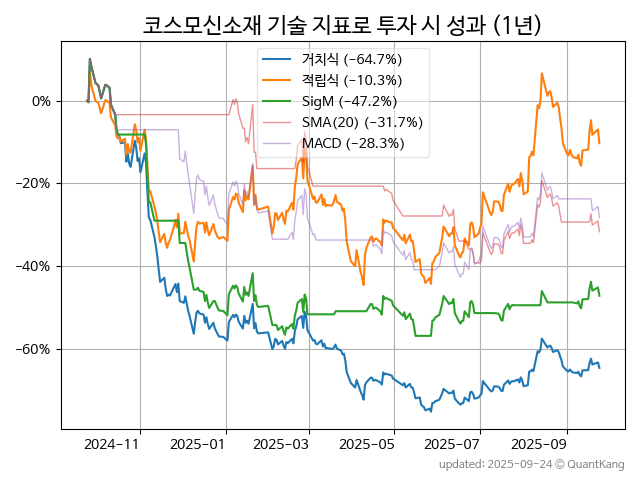 코스모신소재 기술 지표로 투자 시 성과 (1년)
거치식 (−64.7%)
적립식 (−10.3%)
SigM (−47.2%)
SMA(20) (−31.7%)
MACD (−28.3%)
0%
−20%
−40%
−60%
2024-11 2025-01 2025-03 2025-05 2025-07 2025-09
updated: 2025-09-24 © QuantKang